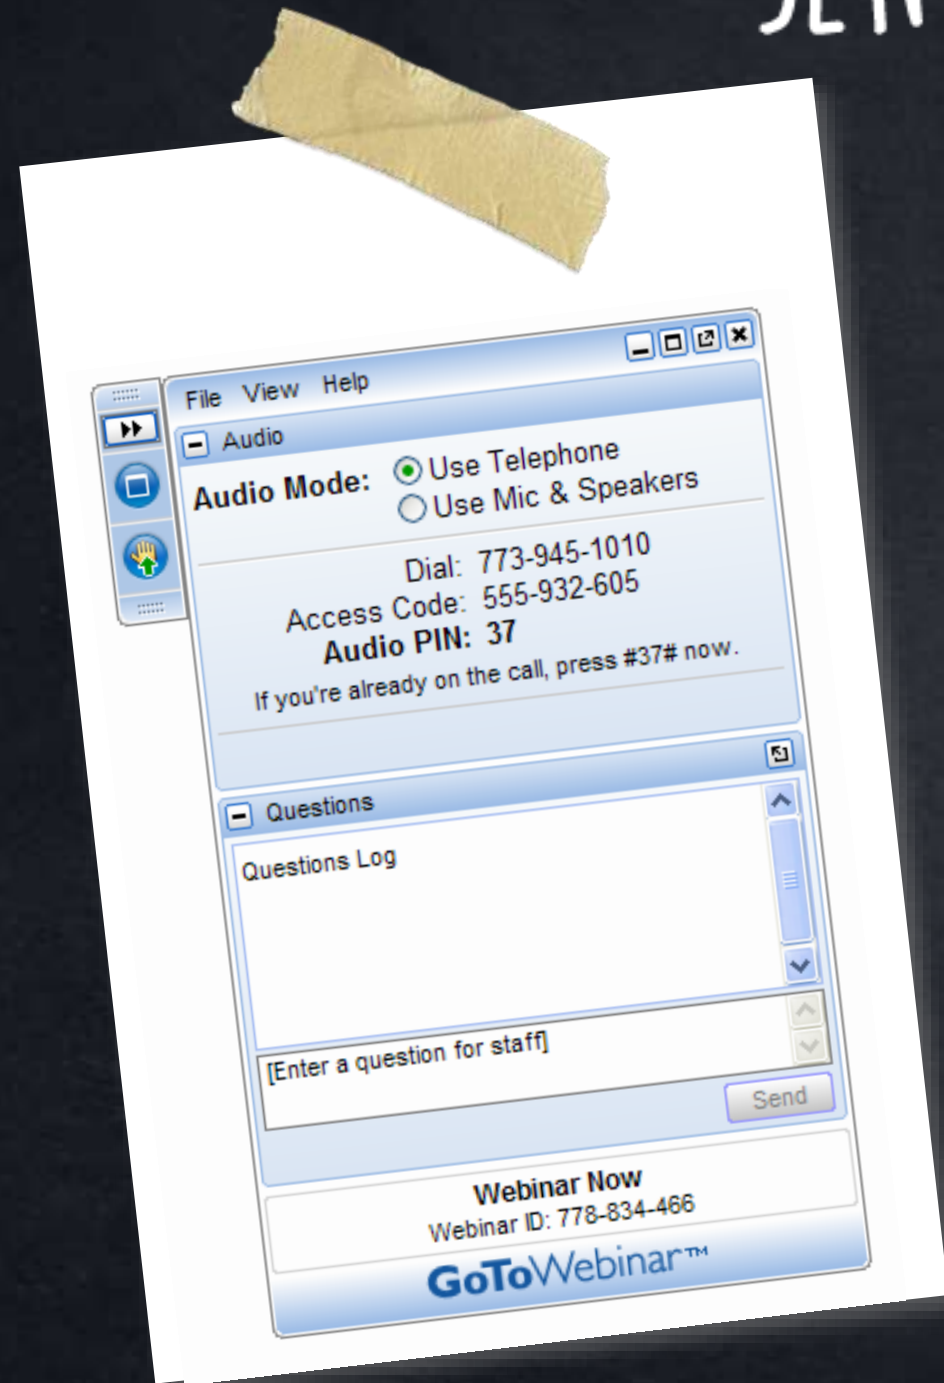 File View Help
Audio
Audio Mode: Use Telephone
Use Mic & Speakers
Dial: 773-945-1010
Access Code: 555-932-605
Audio PIN: 37
If you're already on the call, press #37# now.
Questions
Questions Log
[Enter a question for staff]
Send
Webinar Now
Webinar ID: 778-834-466
GoToWebinar™